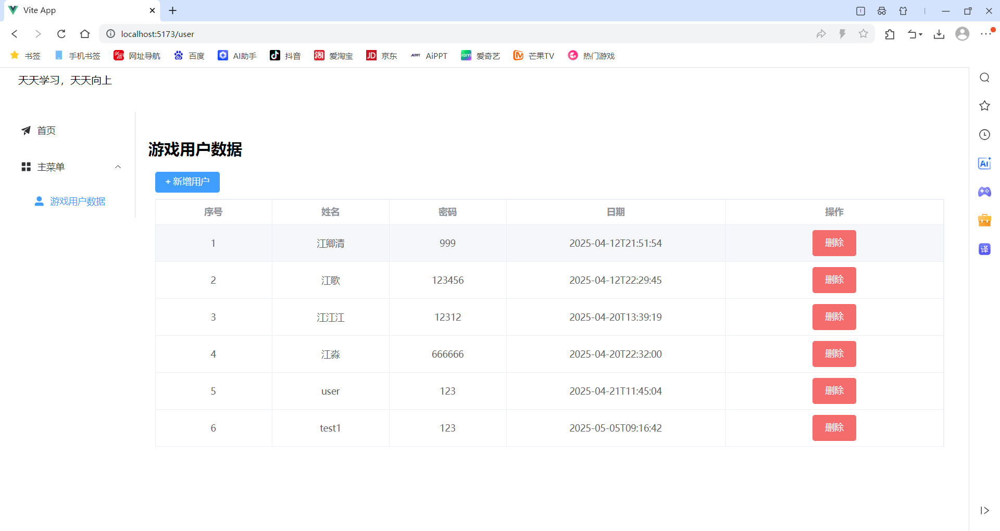 Vite App
1
localhost:5173/user
书签 手机书签 网址导航 百度 AI助手 抖音 淘 爱淘宝 JD 京东 AiPPT AiPPT iQIYI 爱奇艺 芒果TV 热门游戏
天天学习，天天向上
首页
主菜单
游戏用户数据
游戏用户数据
+ 新增用户
序号 姓名 密码 日期 操作
1 江卿清 999 2025-04-12T21:51:54 删除
2 江歌 123456 2025-04-12T22:29:45 删除
3 江江江 12312 2025-04-20T13:39:19 删除
4 江淼 666666 2025-04-20T22:32:00 删除
5 user 123 2025-04-21T11:45:04 删除
6 test1 123 2025-05-05T09:16:42 删除
AI
译